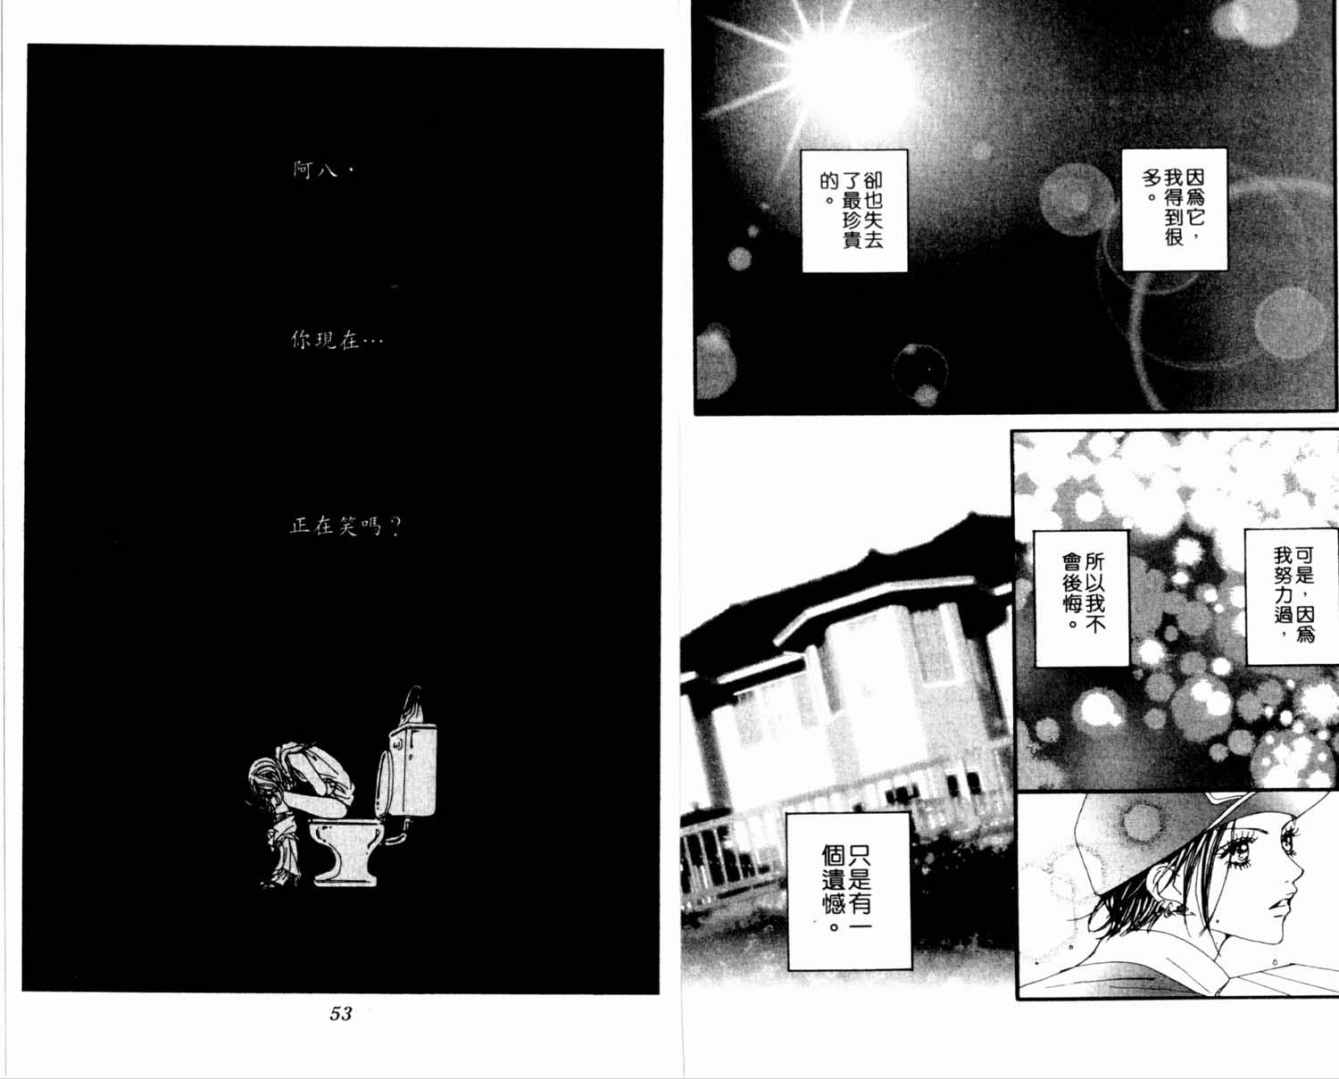 因為它，
我得到很
多。
卻也失去
了最珍貴
的。
可是，因為
我努力過，
所以我不
會後悔。
只是有一
個遺憾。
阿八，
你現在…
正在笑嗎？
53